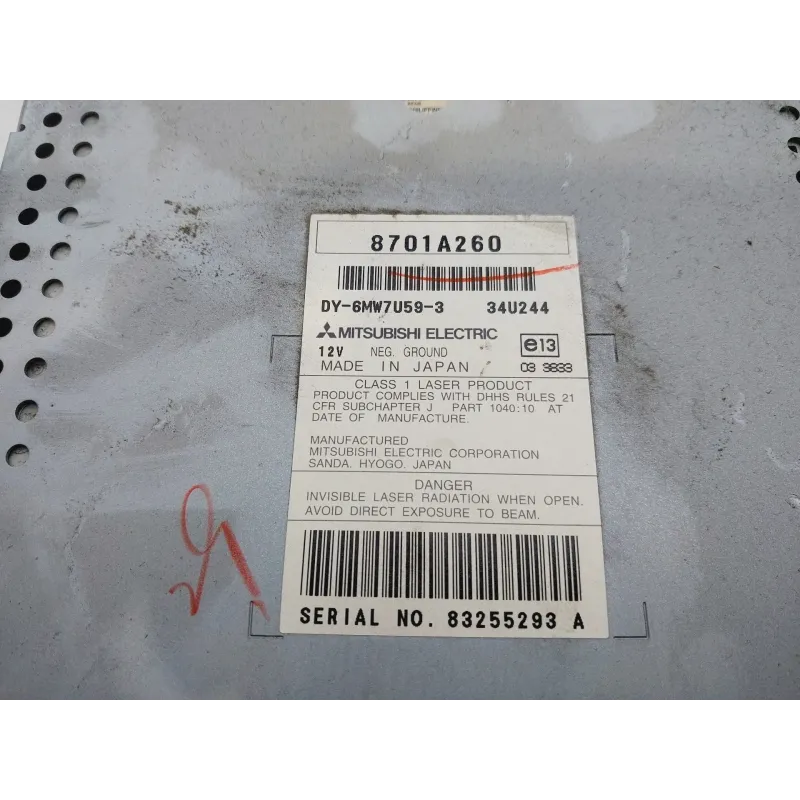 8701A260
DY-6MW7U59-3 34U244
MITSUBISHI ELECTRIC
12V NEG. GROUND e13
MADE IN JAPAN 03 3833
CLASS 1 LASER PRODUCT
PRODUCT COMPLIES WITH DHHS RULES 21
CFR SUBCHAPTER J PART 1040:10 AT
DATE OF MANUFACTURE.
MANUFACTURED
MITSUBISHI ELECTRIC CORPORATION
SANDA, HYOGO, JAPAN
DANGER
INVISIBLE LASER RADIATION WHEN OPEN.
AVOID DIRECT EXPOSURE TO BEAM.
SERIAL NO. 83255293 A